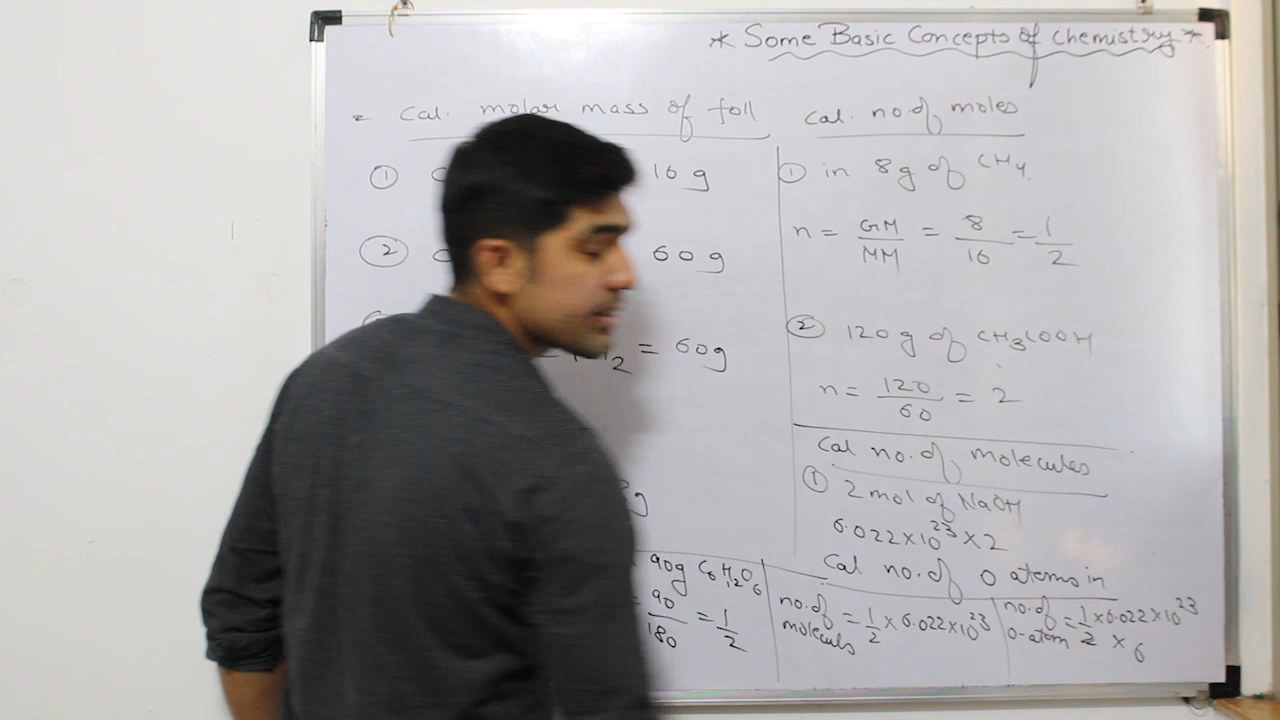 * Some Basic Concepts of Chemistry *
Cal. molar mass of foll
① 16 g
② 60 g
2 = 60g
g
Cal. no. of moles
① in 8g of CH4.
n = GM/MM = 8/16 = 1/2
② 120 g of CH3COOH
n = 120/60 = 2
Cal no. of molecules
① 2 mol of NaOH
6.022×10^23 × 2
Cal no. of O atoms in
90g C6H12O6
= 90/180 = 1/2
no. of molecules = 1/2 × 6.022×10^23
no. of O-atom = 1/2 × 6.022×10^23 × 6